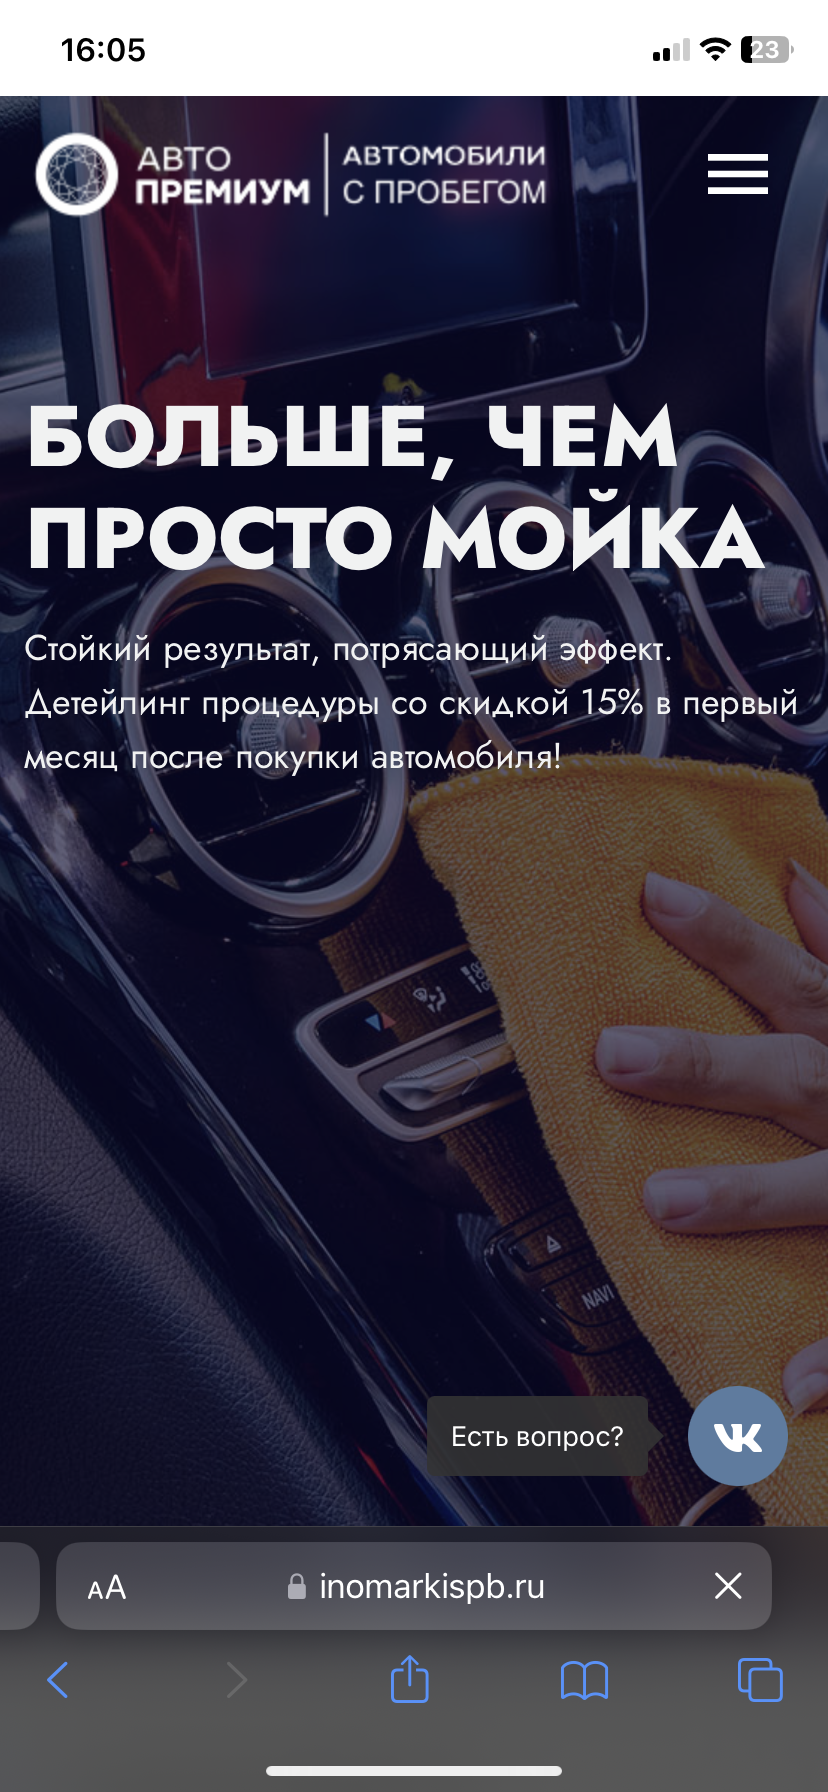 16:05
23
АВТО
ПРЕМИУМ
АВТОМОБИЛИ
С ПРОБЕГОМ
БОЛЬШЕ, ЧЕМ
ПРОСТО МОЙКА
Стойкий результат, потрясающий эффект.
Детейлинг процедуры со скидкой 15% в первый
месяц после покупки автомобиля!
NAVI
Есть вопрос?
AA
inomarkispb.ru